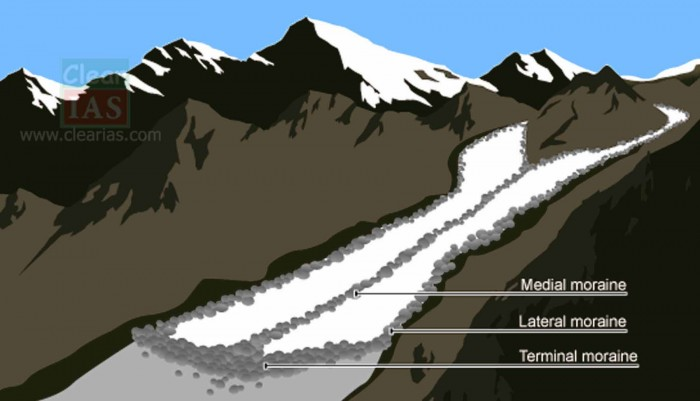 Clear
IAS
www.clearias.com
Medial moraine
Lateral moraine
Terminal moraine